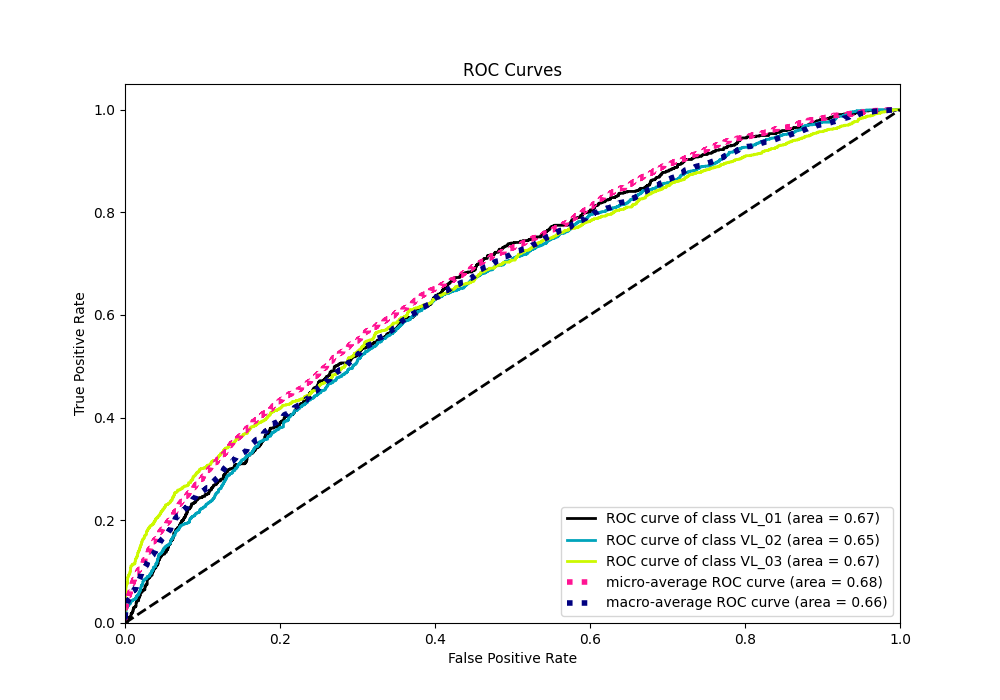 ROC Curves
True Positive Rate
1.0
0.8
0.6
0.4
0.2
0.0
0.0 0.2 0.4 0.6 0.8 1.0
False Positive Rate
ROC curve of class VL_01 (area = 0.67)
ROC curve of class VL_02 (area = 0.65)
ROC curve of class VL_03 (area = 0.67)
micro-average ROC curve (area = 0.68)
macro-average ROC curve (area = 0.66)